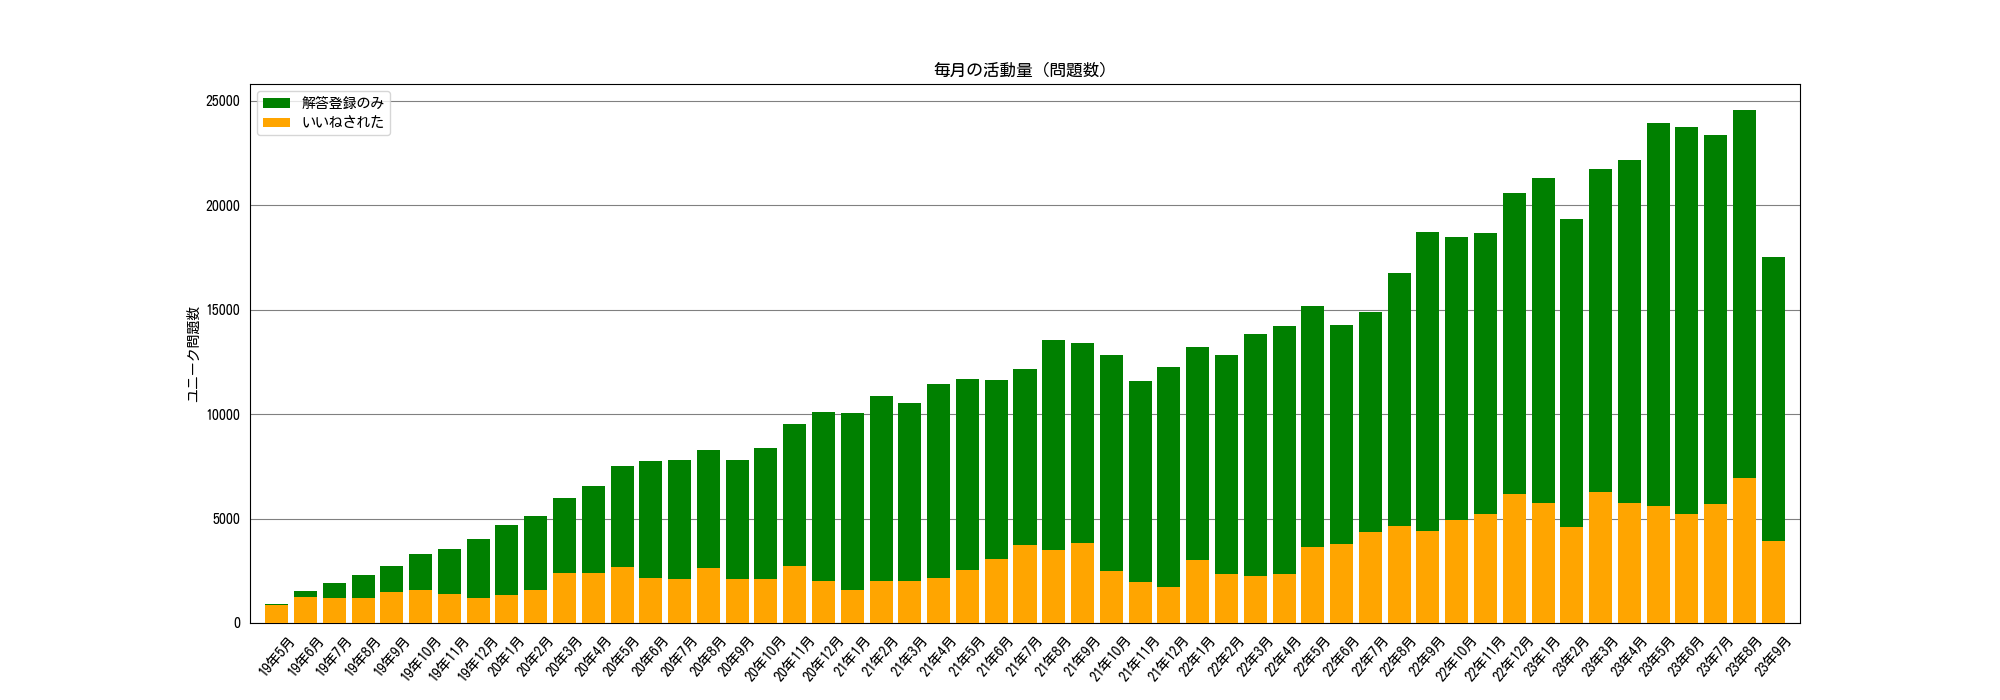 毎月の活動量（問題数）
解答登録のみ
いいねされた
ユニーク問題数
25000
20000
15000
10000
5000
0
19年5月
19年6月
19年7月
19年8月
19年9月
19年10月
19年11月
19年12月
20年1月
20年2月
20年3月
20年4月
20年5月
20年6月
20年7月
20年8月
20年9月
20年10月
20年11月
20年12月
21年1月
21年2月
21年3月
21年4月
21年5月
21年6月
21年7月
21年8月
21年9月
21年10月
21年11月
21年12月
22年1月
22年2月
22年3月
22年4月
22年5月
22年6月
22年7月
22年8月
22年9月
22年10月
22年11月
22年12月
23年1月
23年2月
23年3月
23年4月
23年5月
23年6月
23年7月
23年8月
23年9月